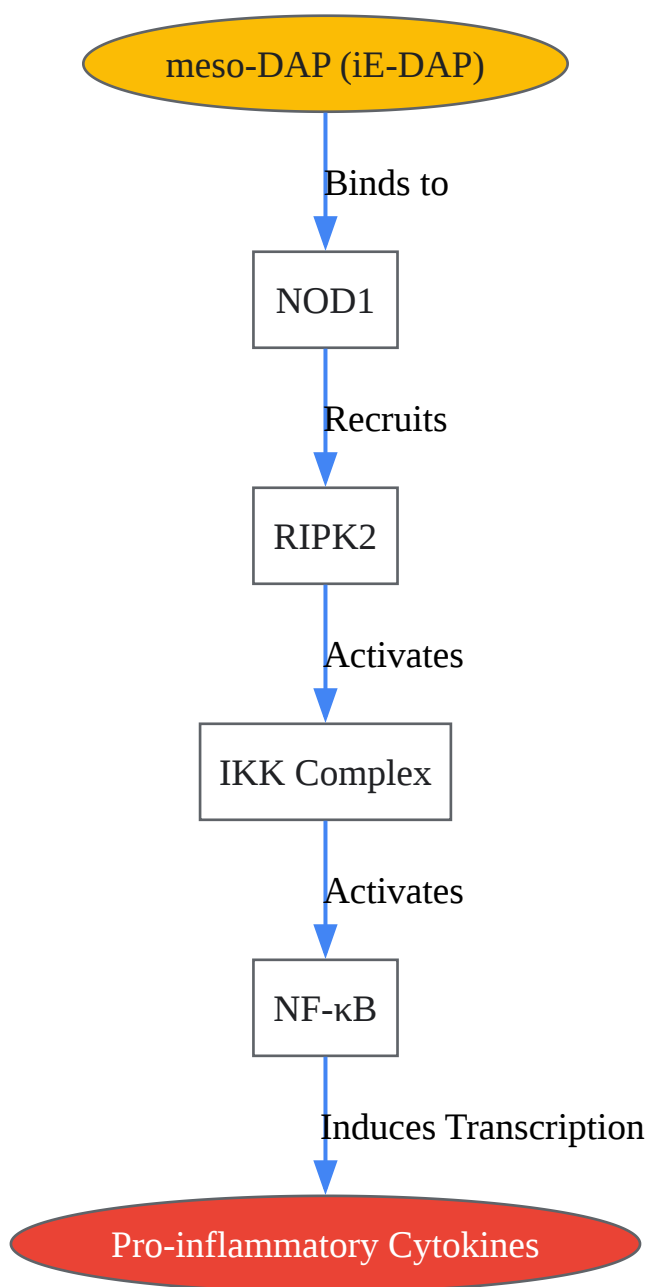 meso-DAP (iE-DAP)
Binds to
NOD1
Recruits
RIPK2
Activates
IKK Complex
Activates
NF-κB
Induces Transcription
Pro-inflammatory Cytokines